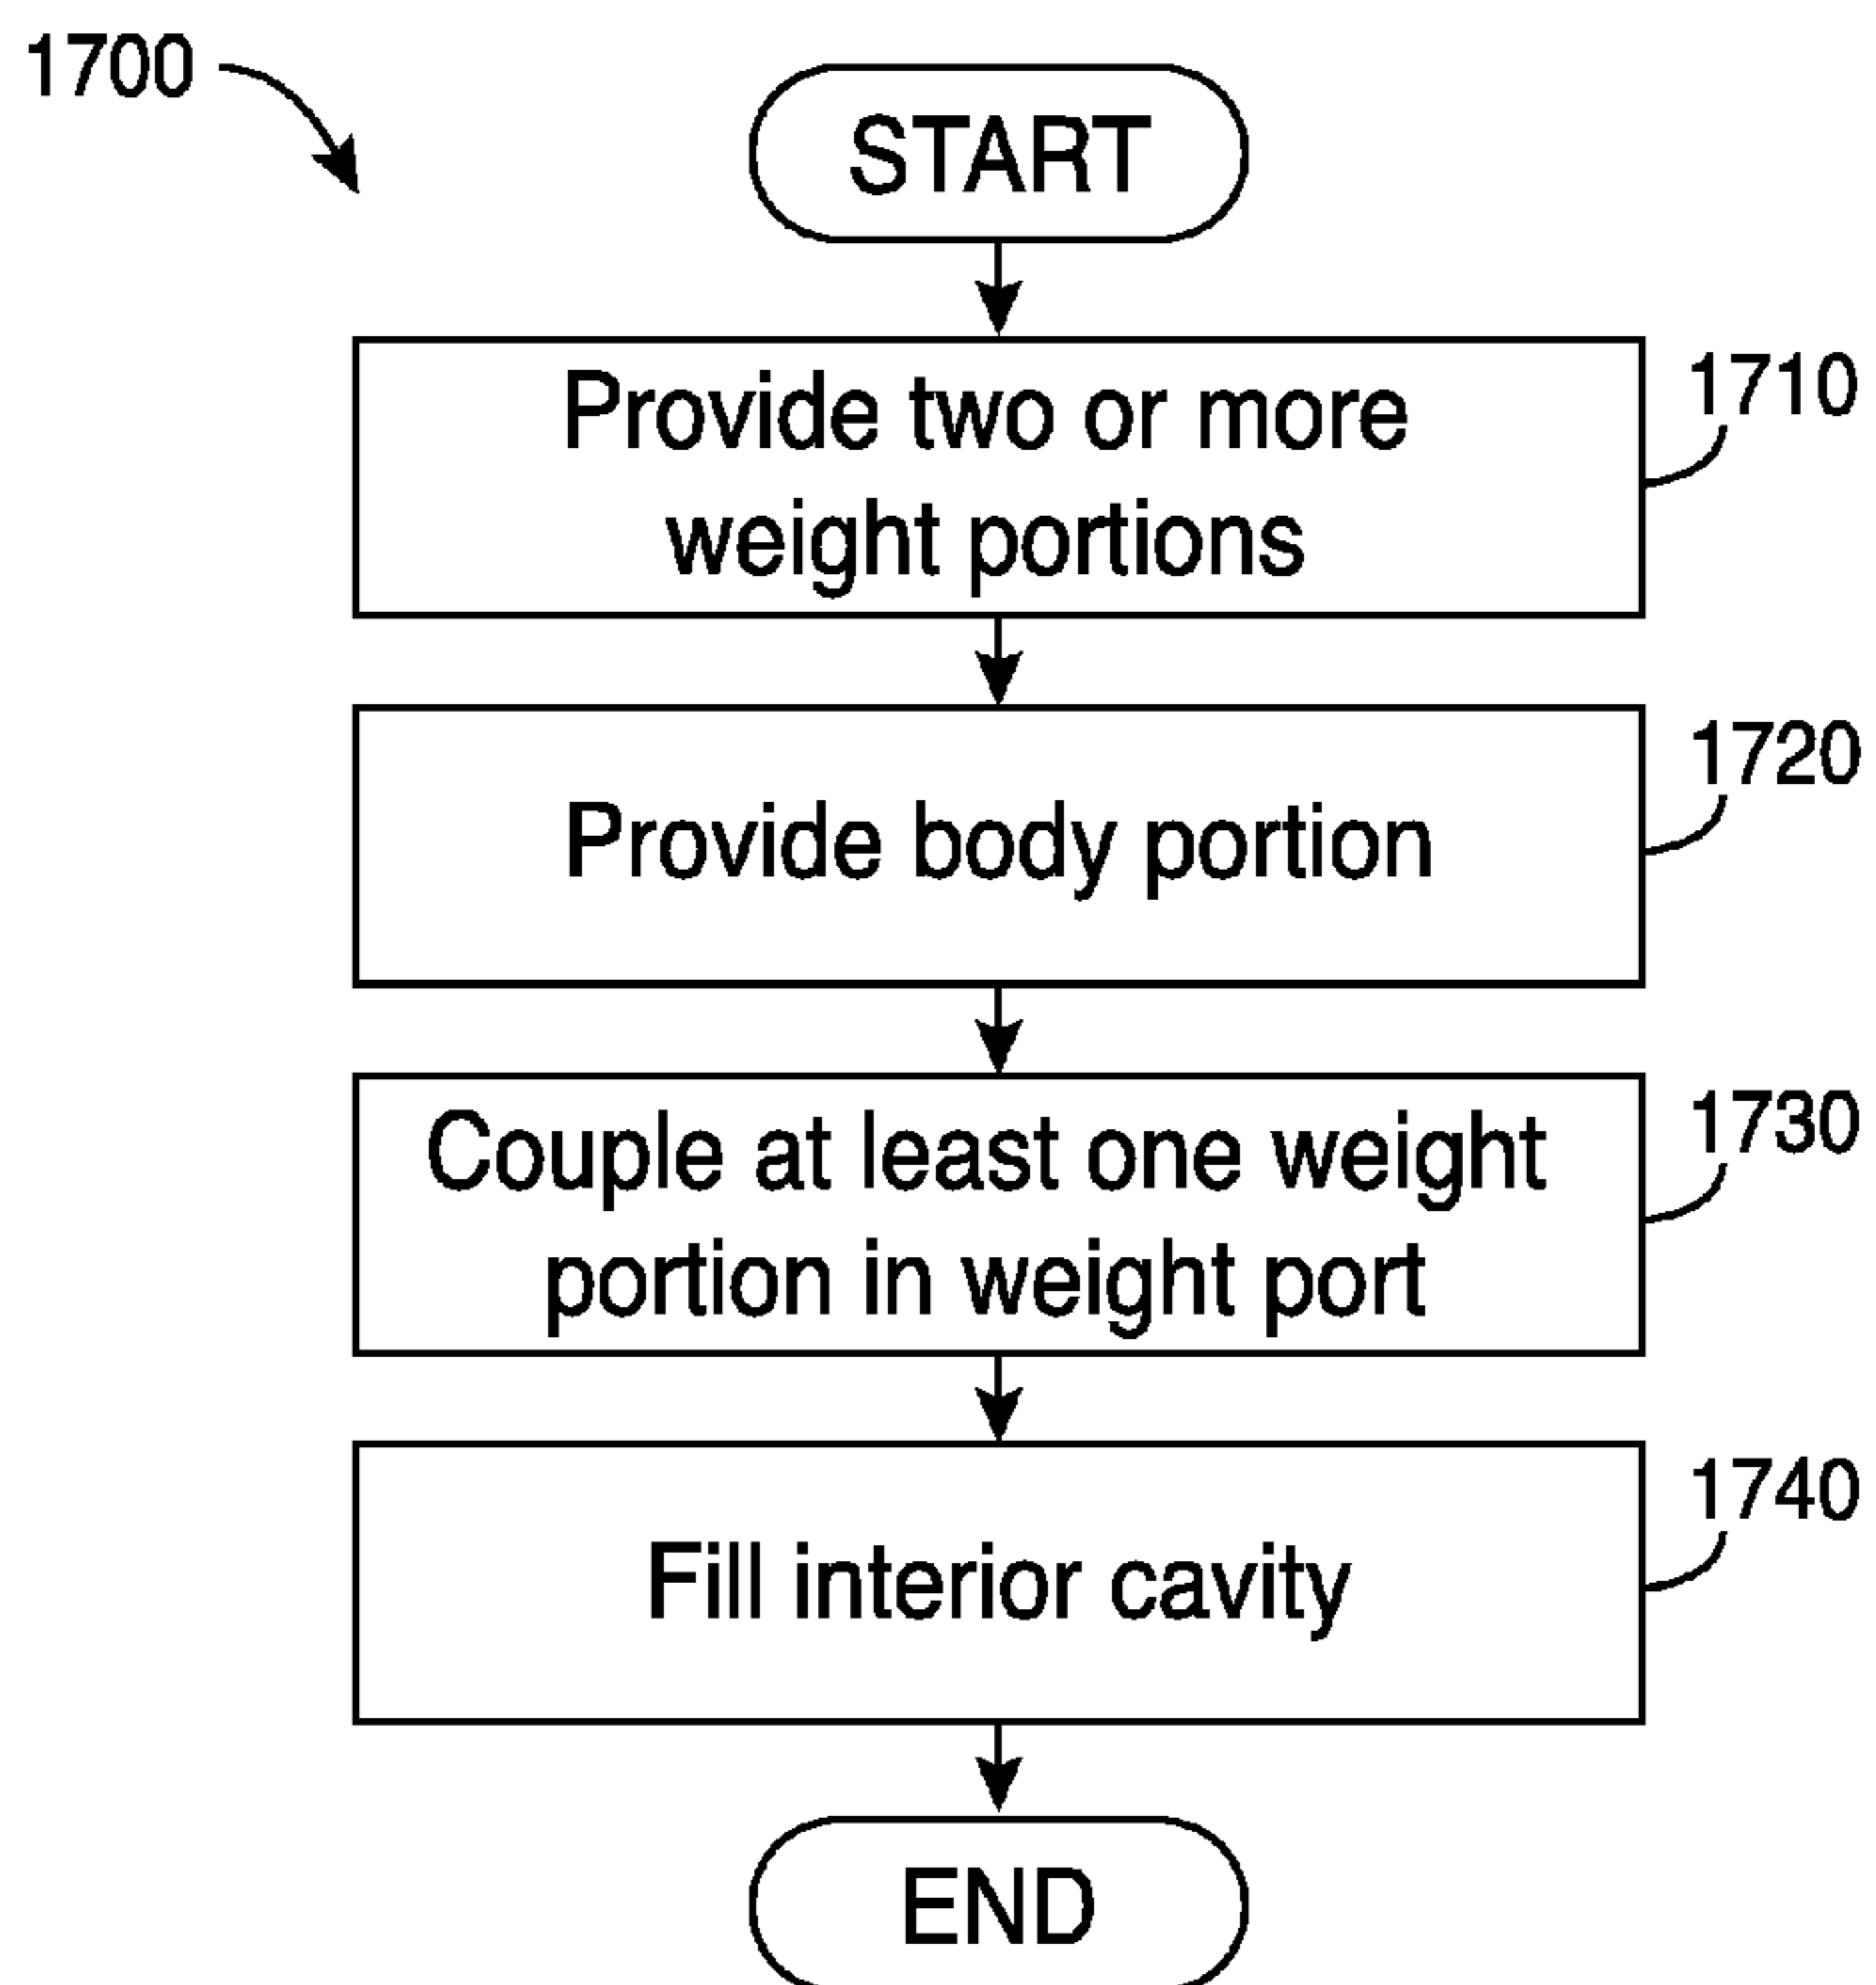 1700
START
Provide two or more
weight portions
1710
Provide body portion
1720
Couple at least one weight
portion in weight port
1730
Fill interior cavity
1740
END